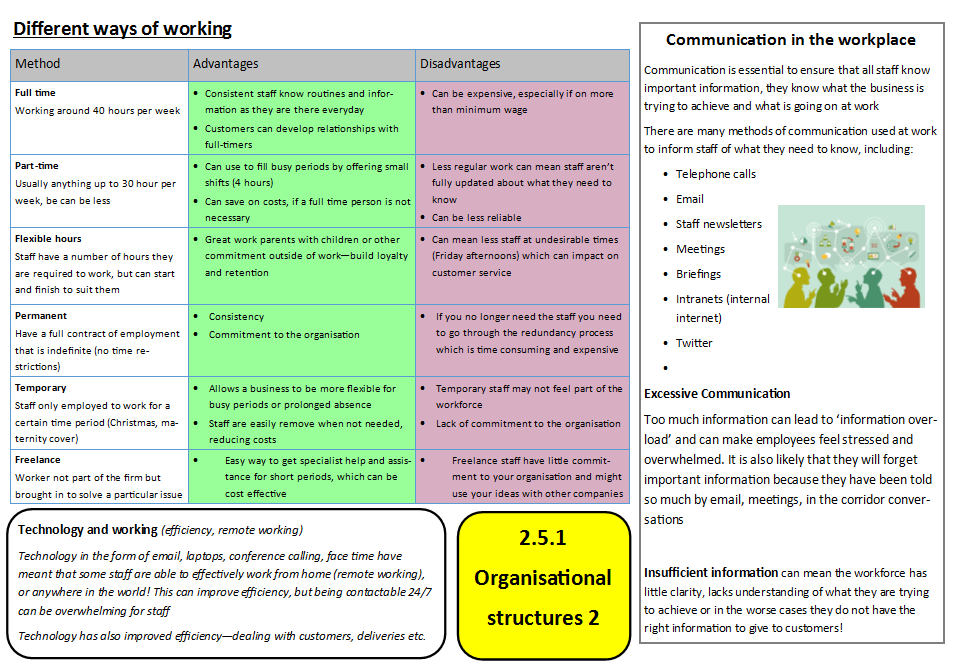 Different ways of working
Method
Advantages
Disadvantages
Full time
Working around 40 hours per week
• Consistent staff know routines and infor-
mation as they are there everyday
• Customers can develop relationships with
full-timers
• Can be expensive, especially if on more
than minimum wage
Part-time
Usually anything up to 30 hour per
week, be can be less
• Can use to fill busy periods by offering small
shifts (4 hours)
• Can save on costs, if a full time person is not
necessary
• Less regular work can mean staff aren’t
fully updated about what they need to
know
• Can be less reliable
Flexible hours
Staff have a number of hours they
are required to work, but can start
and finish to suit them
• Great work parents with children or other
commitment outside of work—build loyalty
and retention
• Can mean less staff at undesirable times
(Friday afternoons) which can impact on
customer service
Permanent
Have a full contract of employment
that is indefinite (no time re-
strictions)
• Consistency
• Commitment to the organisation
• If you no longer need the staff you need
to go through the redundancy process
which is time consuming and expensive
Temporary
Staff only employed to work for a
certain time period (Christmas, ma-
ternity cover)
• Allows a business to be more flexible for
busy periods or prolonged absence
• Staff are easily remove when not needed,
reducing costs
• Temporary staff may not feel part of the
workforce
• Lack of commitment to the organisation
Freelance
Worker not part of the firm but
brought in to solve a particular issue
• Easy way to get specialist help and assis-
tance for short periods, which can be
cost effective
• Freelance staff have little commit-
ment to your organisation and might
use your ideas with other companies
Technology and working (efficiency, remote working)
Technology in the form of email, laptops, conference calling, face time have
meant that some staff are able to effectively work from home (remote working),
or anywhere in the world! This can improve efficiency, but being contactable 24/7
can be overwhelming for staff
Technology has also improved efficiency—dealing with customers, deliveries etc.
2.5.1
Organisational
structures 2
Communication in the workplace
Communication is essential to ensure that all staff know
important information, they know what the business is
trying to achieve and what is going on at work
There are many methods of communication used at work
to inform staff of what they need to know, including:
• Telephone calls
• Email
• Staff newsletters
• Meetings
• Briefings
• Intranets (internal
internet)
• Twitter
•
Excessive Communication
Too much information can lead to ‘information over-
load’ and can make employees feel stressed and
overwhelmed. It is also likely that they will forget
important information because they have been told
so much by email, meetings, in the corridor conver-
sations
Insufficient information can mean the workforce has
little clarity, lacks understanding of what they are trying
to achieve or in the worse cases they do not have the
right information to give to customers!